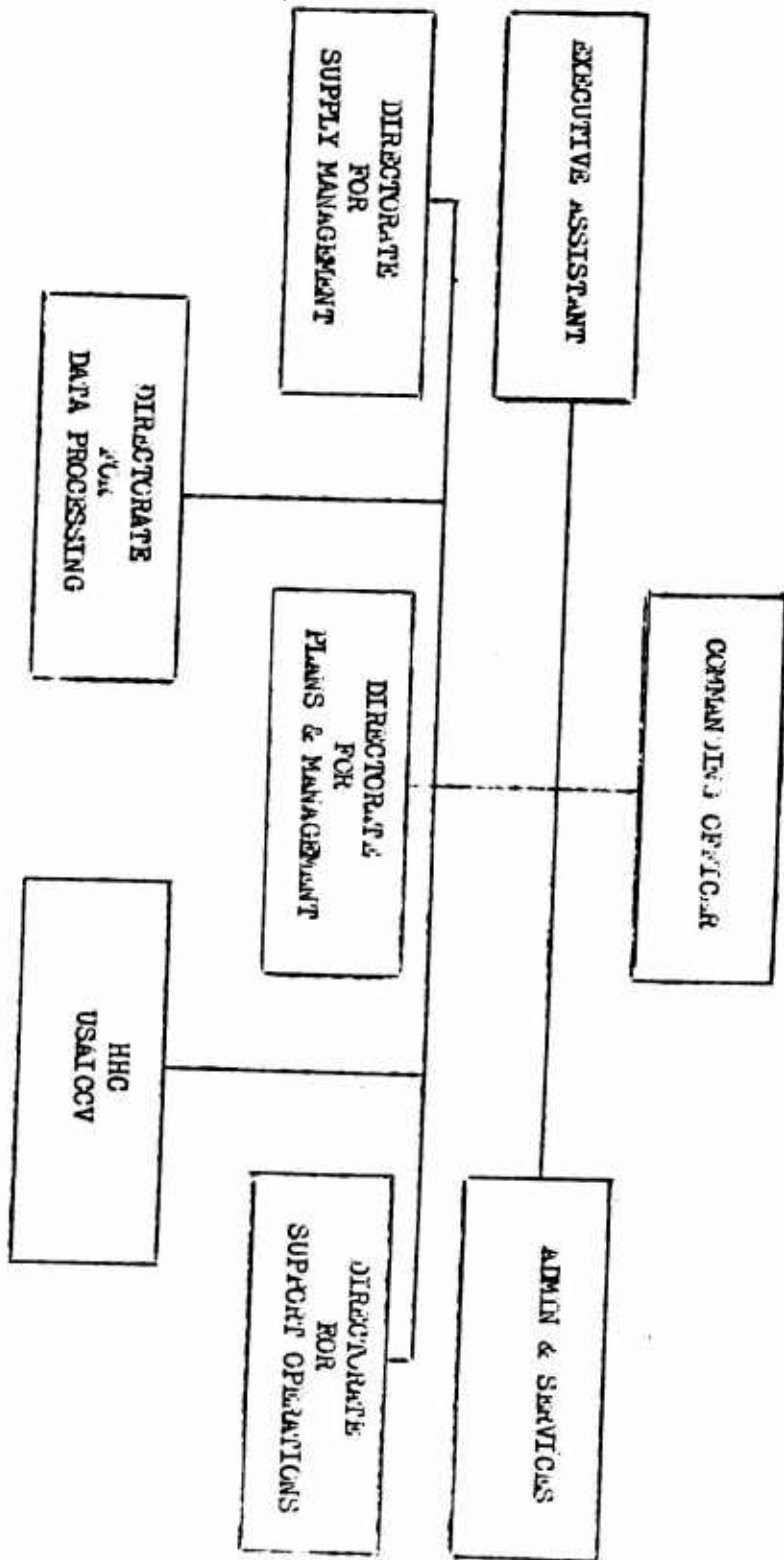 COMMANDING OFFICER
EXECUTIVE ASSISTANT
ADMIN & SERVICES
DIRECTORATE
FOR
SUPPLY MANAGEMENT
DIRECTORATE
FOR
PLANS & MANAGEMENT
DIRECTORATE
FOR
SUPPORT OPERATIONS
DIRECTORATE
FOR
DATA PROCESSING
HHC
USAICCV